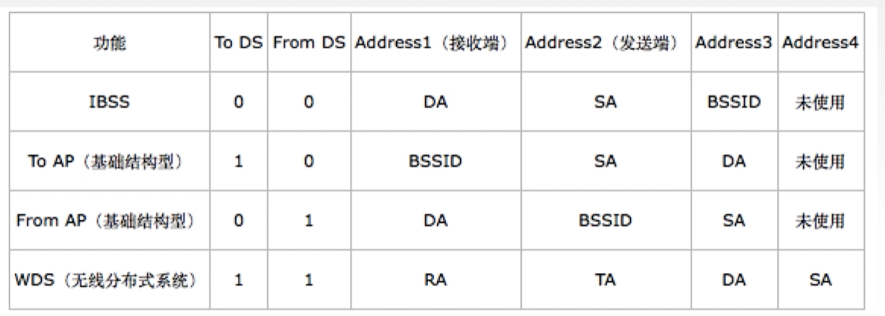 功能 To DS From DS Address1（接收端） Address2（发送端） Address3 Address4
IBSS 0 0 DA SA BSSID 未使用
To AP（基础结构型） 1 0 BSSID SA DA 未使用
From AP（基础结构型） 0 1 DA BSSID SA 未使用
WDS（无线分布式系统） 1 1 RA TA DA SA